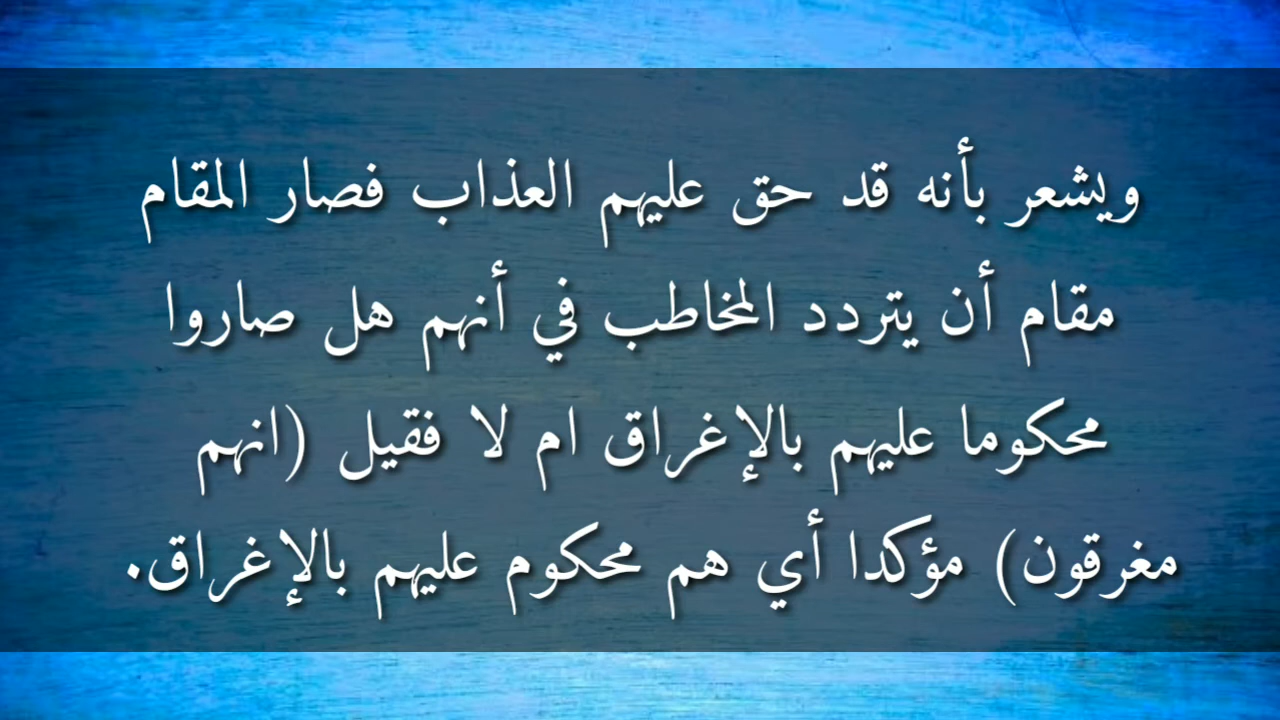 ويشعر بأنه قد حق عليهم العذاب فصار المقام
مقام أن يتردد المخاطب في أنهم هل صاروا
محكوما عليهم بالإغراق ام لا فقيل (انهم
مغرقون) مؤكدا أي هم محكوم عليهم بالإغراق.